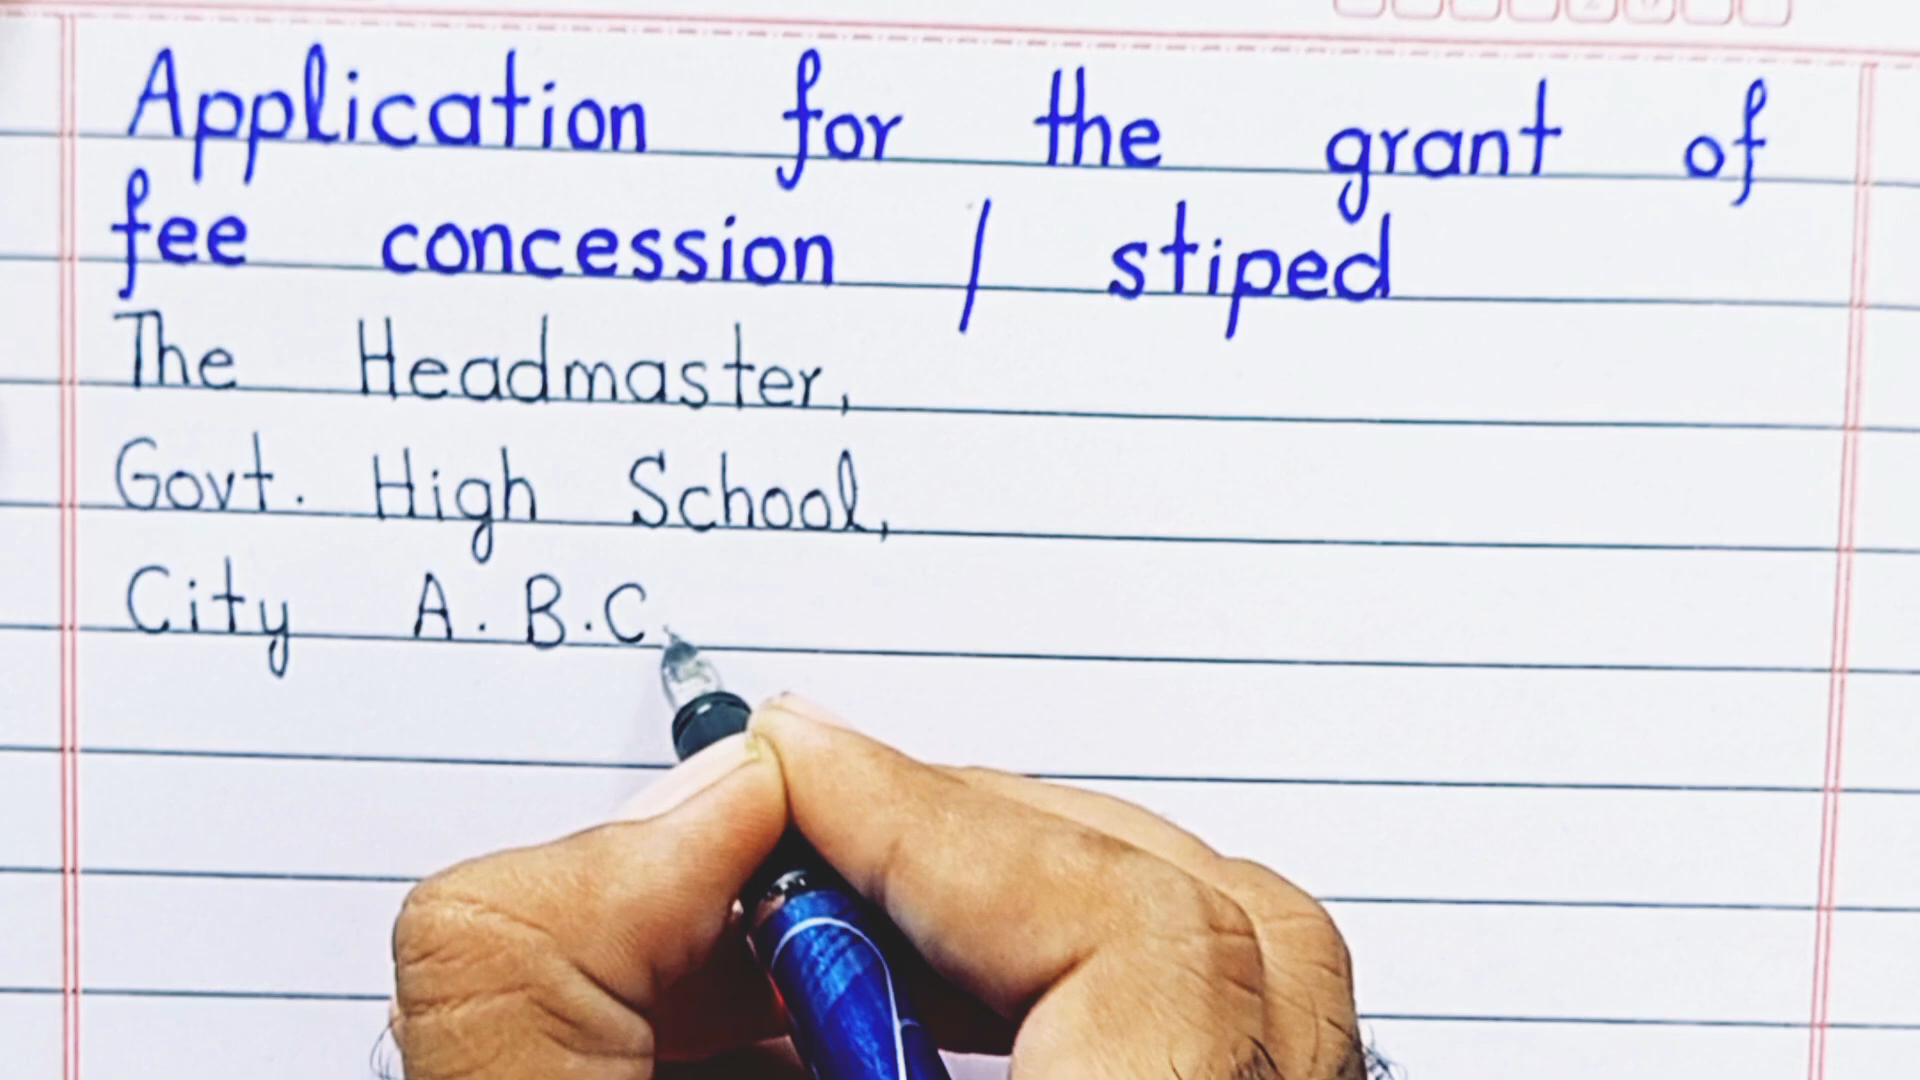 Application for the grant of
fee concession / stiped
The Headmaster,
Govt. High School,
City A.B.C